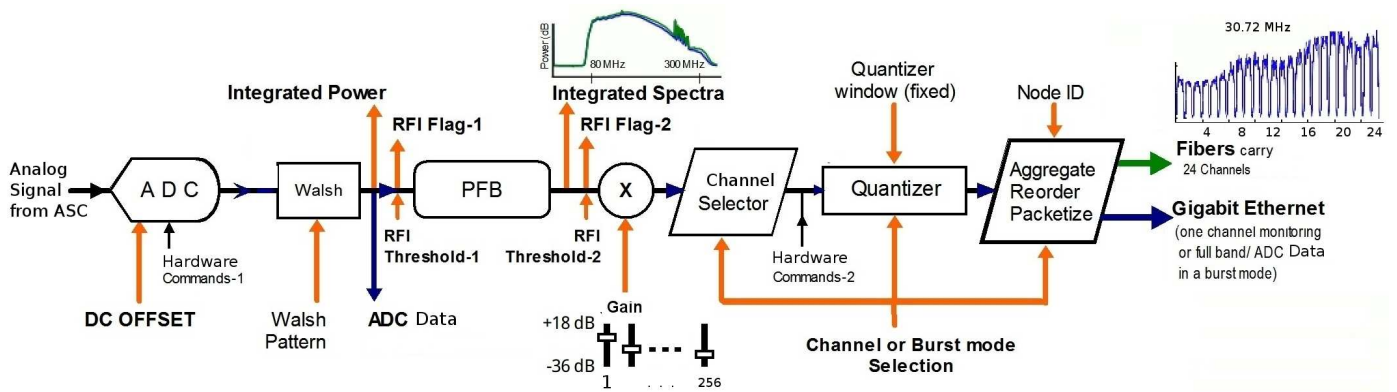 Analog
Signal
from ASC
A D C
Hardware
Commands-1
DC OFFSET
Walsh
Walsh
Pattern
Integrated Power
RFI Flag-1
RFI
Threshold-1
ADC Data
PFB
Power (dB
80 MHz
300 MHz
Integrated Spectra
RFI Flag-2
RFI
Threshold-2
X
Gain
+18 dB
-36 dB
1
. . .
256
Channel
Selector
Hardware
Commands-2
Quantizer
window (fixed)
Quantizer
Channel or Burst mode
Selection
Node ID
Aggregate
Reorder
Packetize
30.72 MHz
4 8 10 12 16 20 24
Fibers carry
24 Channels
Gigabit Ethernet
(one channel monitoring
or full band/ ADC Data
in a burst mode)